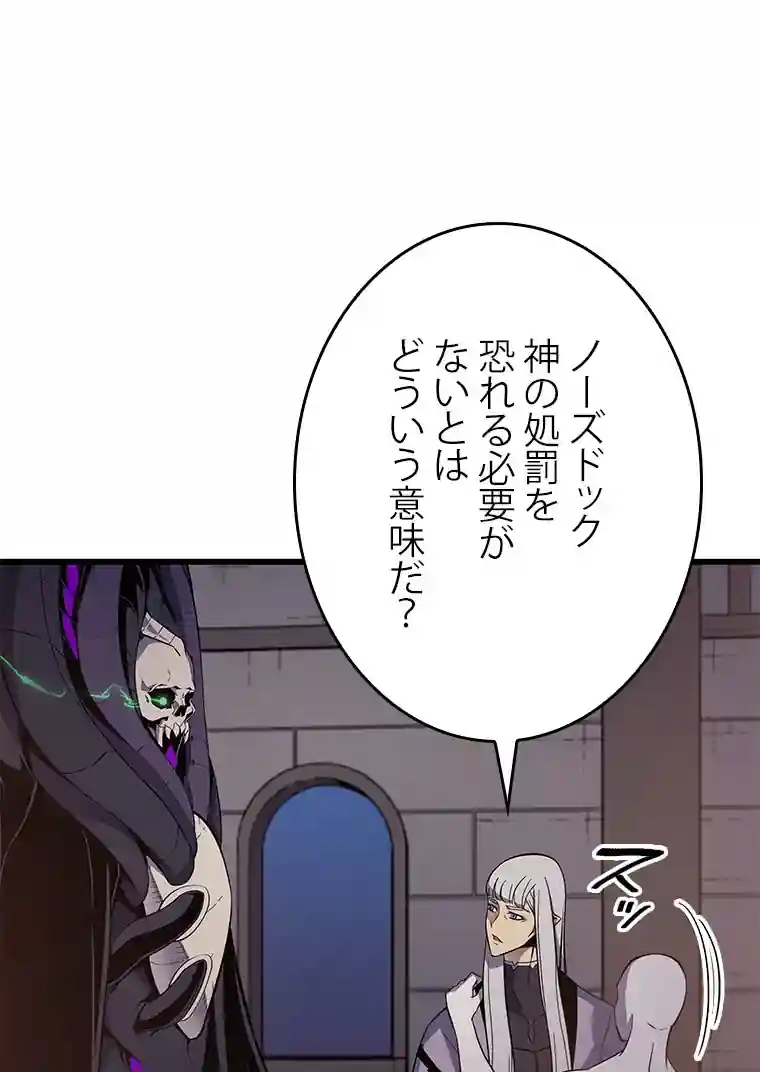 ノーズドック
神の処罰を
恐れる必要が
ないとは
どういう意味だ?
スッ